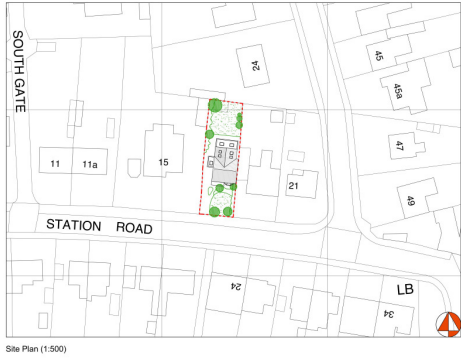 SOUTH GATE
24
45
45a
47
49
11
11a
15
21
STATION ROAD
24
34
LB
Site Plan (1:500)